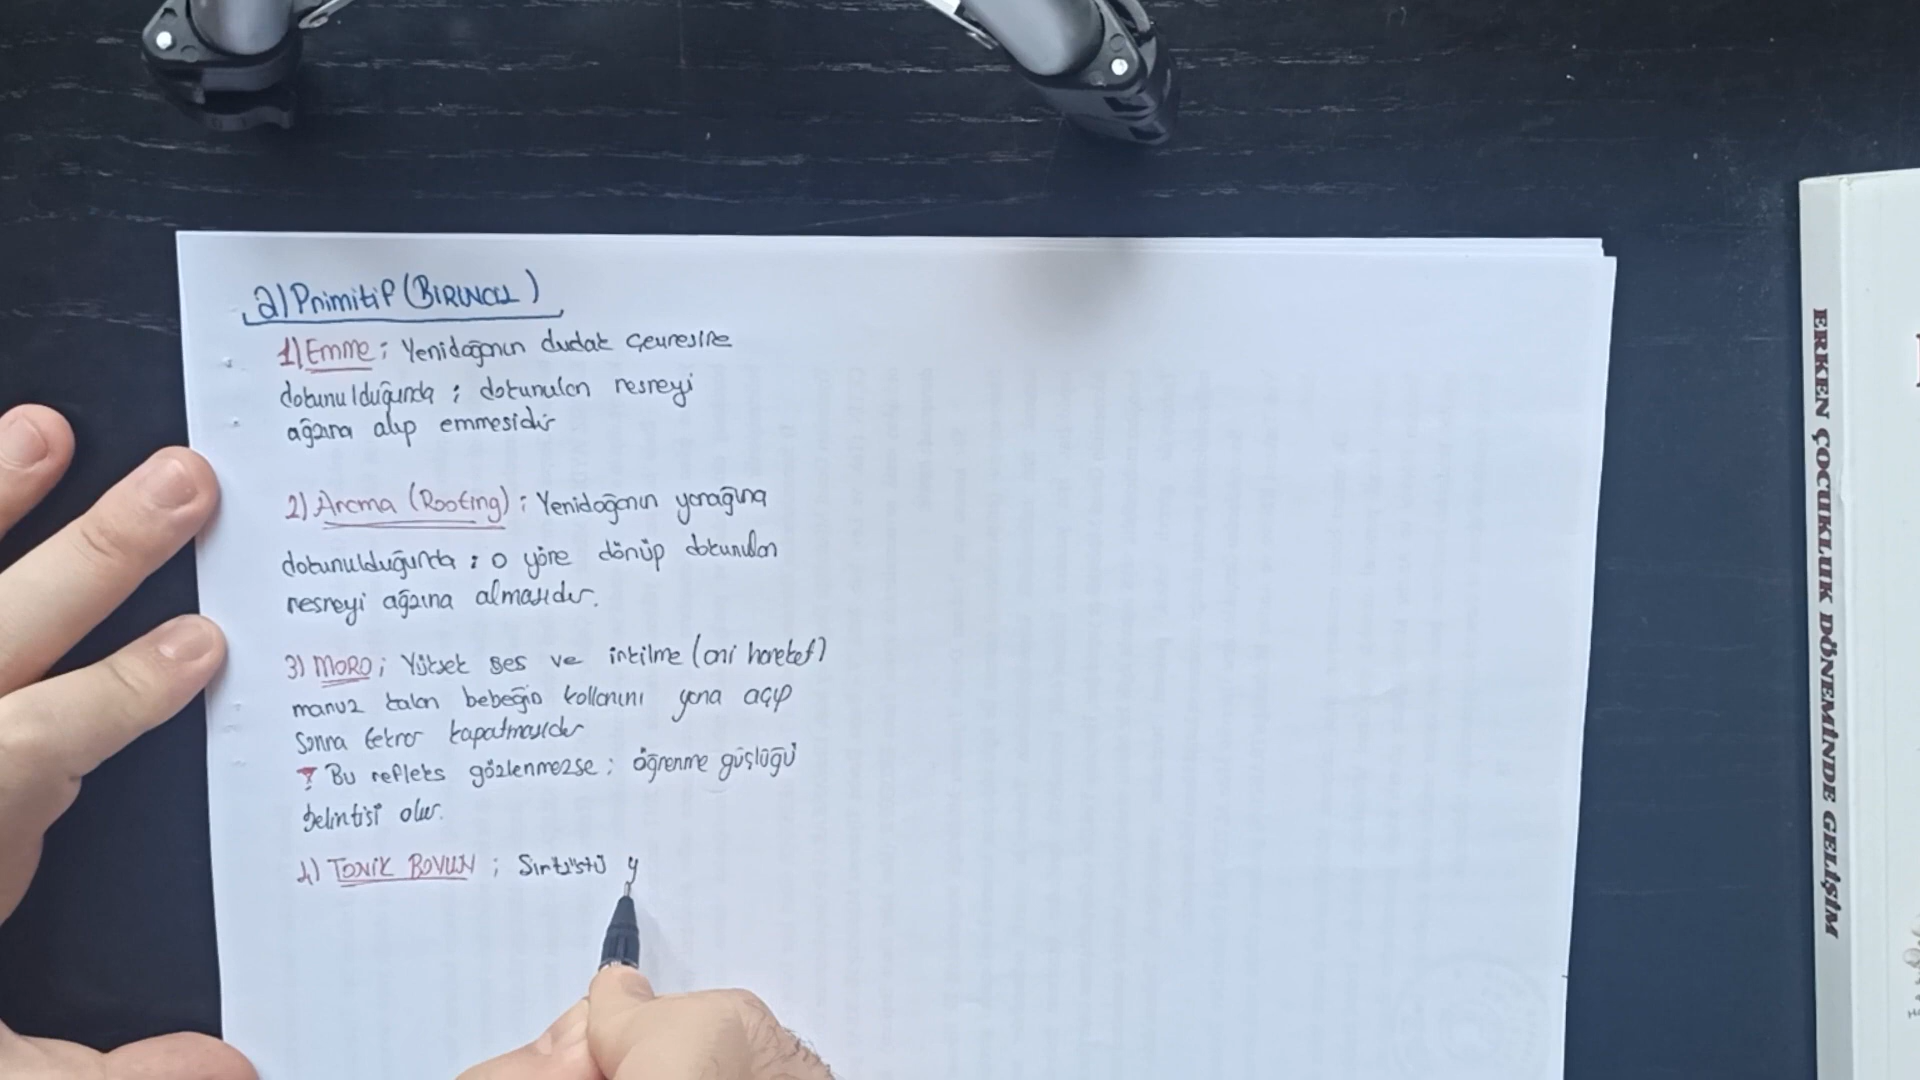 a) Primitif (BİRİNCİL)
1) Emme ; Yenidoğanın dudak çevresine
dokunulduğunda ; dokunulan nesneyi
ağzına alıp emmesidir
2) Arama (Rooting) ; Yenidoğanın yanağına
dokunulduğunda ; o yöne dönüp dokunulan
nesneyi ağzına almasıdır.
3) MORO ; Yüksek ses ve irkilme (ani hareket)
maruz kalan bebeğin kollarını yana açıp
sonra tekrar kapatmasıdır
? Bu refleks gözlenmezse ; öğrenme güçlüğü
belirtisi olur.
4) TONİK BOYUN ; Sırtüstü y
ERKEN ÇOCUKLUK DÖNEMİNDE GELİŞİM